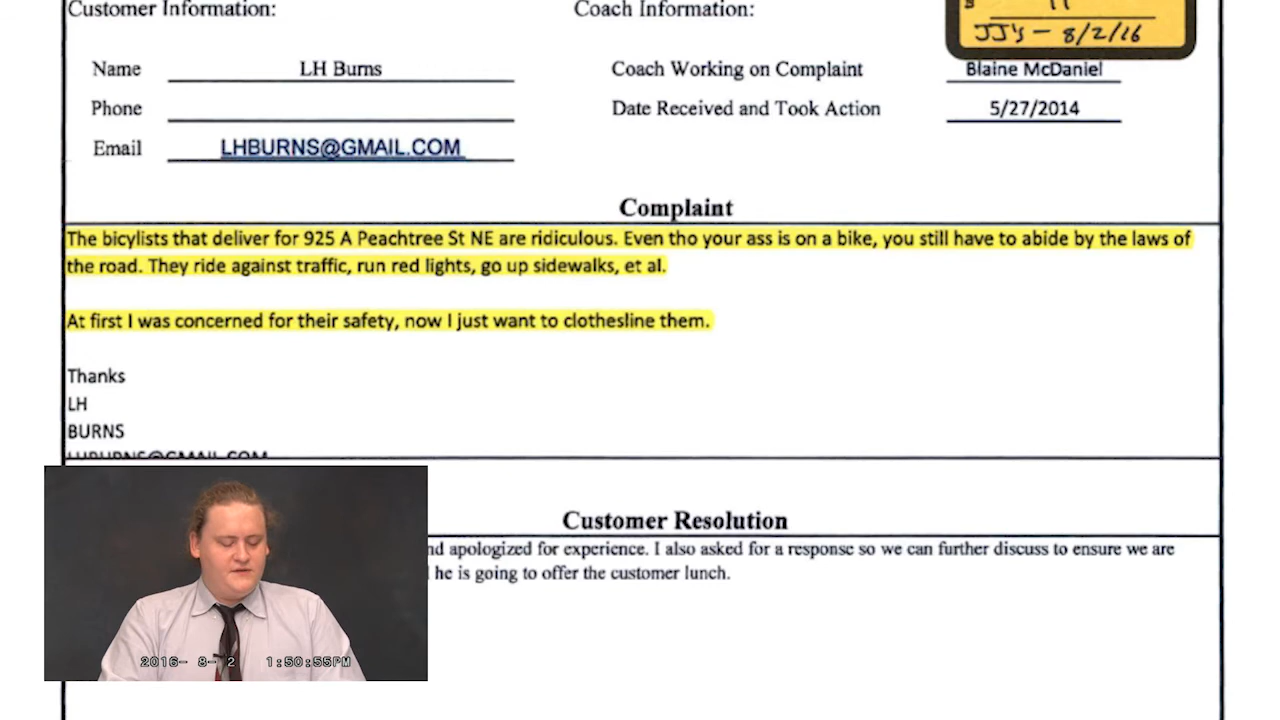 Customer Information: Coach Information:
JJ's - 8/2/16
Name LH Burns Coach Working on Complaint Blaine McDaniel
Phone Date Received and Took Action 5/27/2014
Email LHBURNS@GMAIL.COM
Complaint
The bicylists that deliver for 925 A Peachtree St NE are ridiculous. Even tho your ass is on a bike, you still have to abide by the laws of
the road. They ride against traffic, run red lights, go up sidewalks, et al.
At first I was concerned for their safety, now I just want to clothesline them.
Thanks
LH
BURNS
LHBURNS@GMAIL.COM
Customer Resolution
apologized for experience. I also asked for a response so we can further discuss to ensure we are
he is going to offer the customer lunch.
2016- 8- 2 1:50:55PM